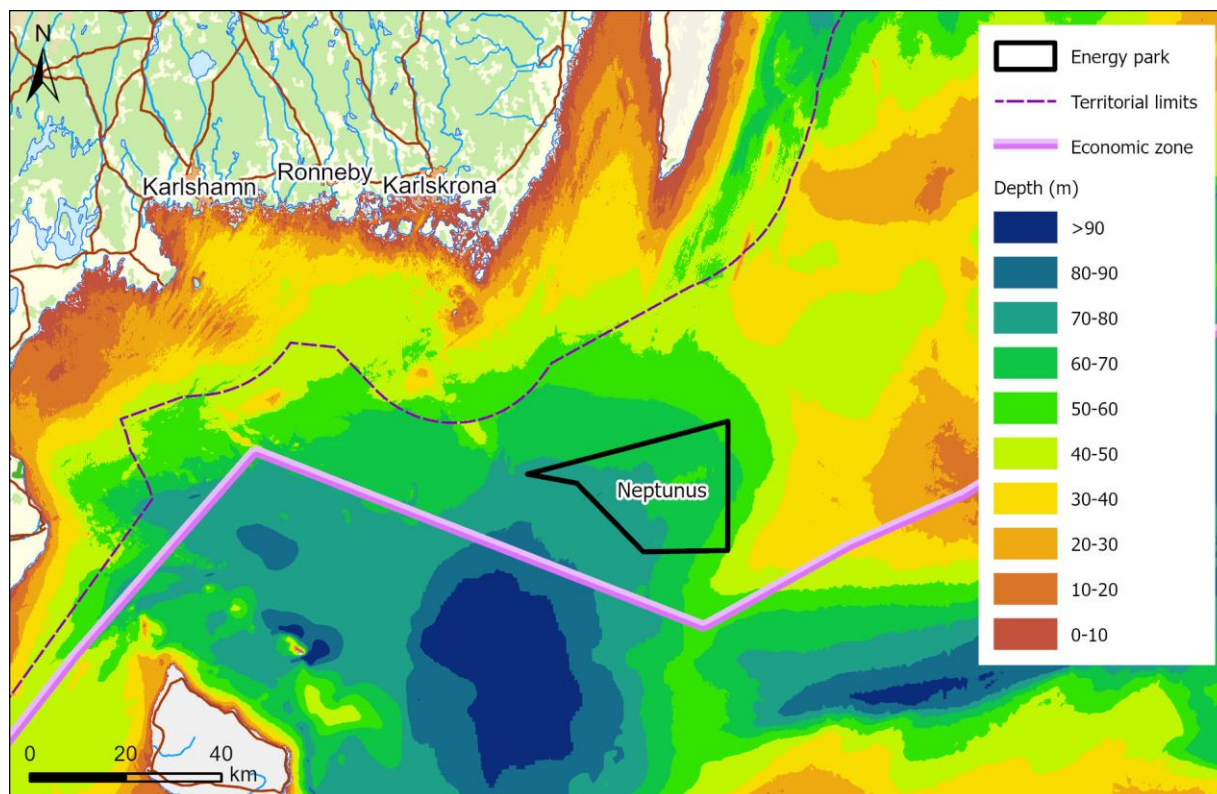 N
Karlshamn
Ronneby
Karlskrona
Neptunus
Energy park
Territorial limits
Economic zone
Depth (m)
>90
80-90
70-80
60-70
50-60
40-50
30-40
20-30
10-20
0-10
0 20 40
km